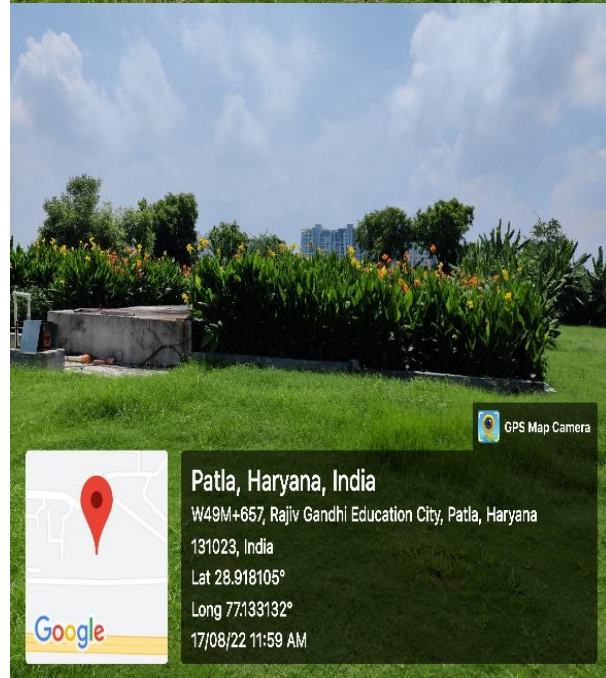 GPS Map Camera
Patla, Haryana, India
W49M+657, Rajiv Gandhi Education City, Patla, Haryana
131023, India
Lat 28.918105°
Long 77.133132°
17/08/22 11:59 AM
Google